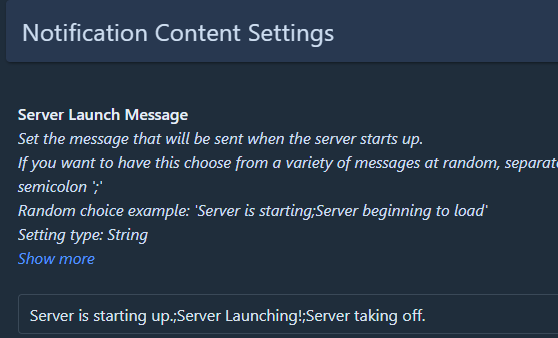 Notification Content Settings
Server Launch Message
Set the message that will be sent when the server starts up.
If you want to have this choose from a variety of messages at random, separate
semicolon ';'
Random choice example: 'Server is starting;Server beginning to load'
Setting type: String
Show more
Server is starting up.;Server Launching!;Server taking off.